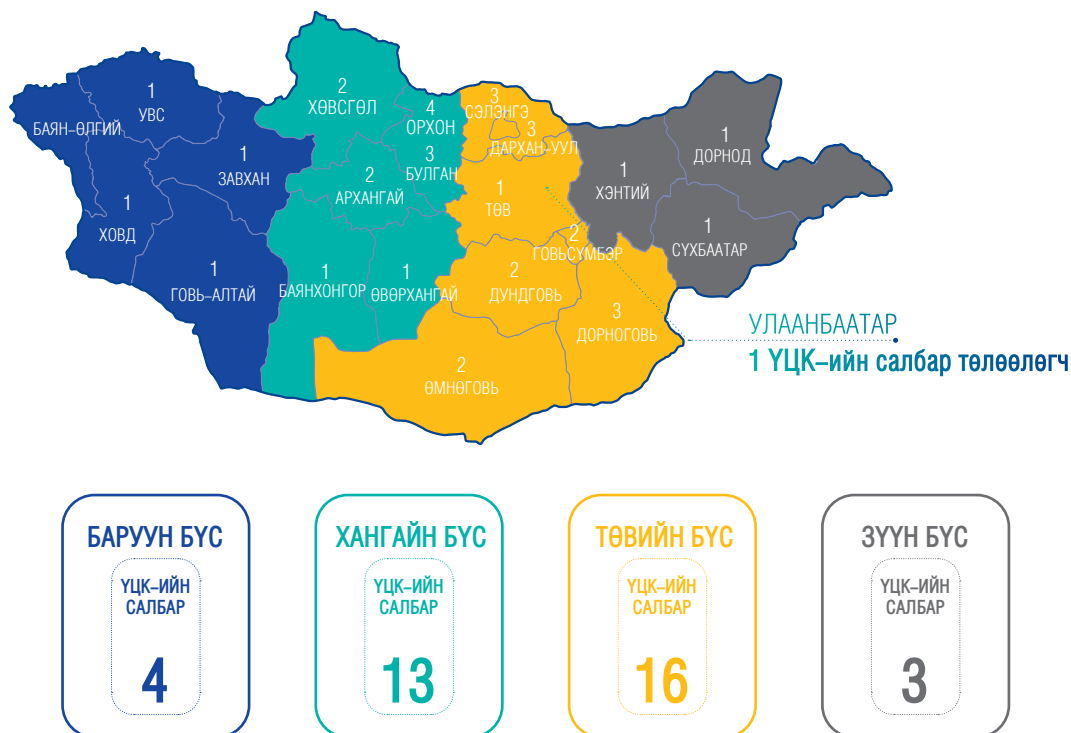 2
ХӨВСГӨЛ
1
УВС
БАЯН-ӨЛГИЙ
4
ОРХОН
3
СЭЛЭНГЭ
3
ДАРХАН-УУЛ
1
ДОРНОД
1
ЗАВХАН
3
БУЛГАН
2
АРХАНГАЙ
1
ХЭНТИЙ
1
ТӨВ
1
ХОВД
1
СҮХБААТАР
2
ГОВЬСҮМБЭР
1
ГОВЬ-АЛТАЙ
1
БАЯНХОНГОР
1
ӨВӨРХАНГАЙ
2
ДУНДГОВЬ
3
ДОРНОГОВЬ
2
ӨМНӨГОВЬ
УЛААНБААТАР
1 ҮЦК-ийн салбар төлөөлөгч
БАРУУН БҮС
ҮЦК-ИЙН
САЛБАР
4
ХАНГАЙН БҮС
ҮЦК-ИЙН
САЛБАР
13
ТӨВИЙН БҮС
ҮЦК-ИЙН
САЛБАР
16
ЗҮҮН БҮС
ҮЦК-ИЙН
САЛБАР
3